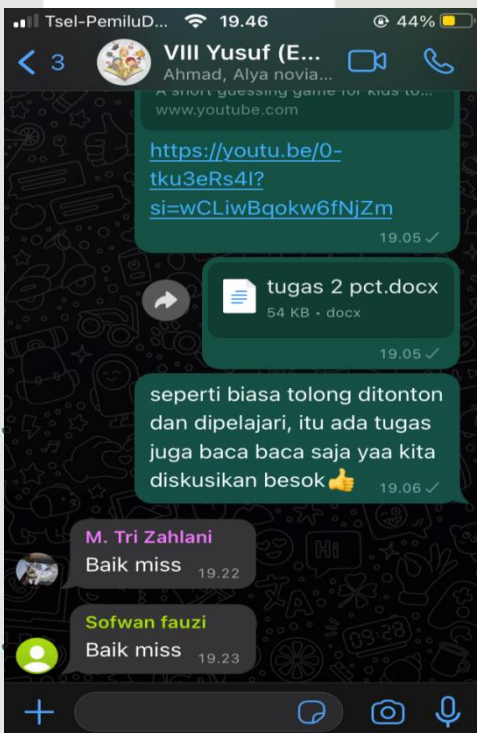 Tsel-PemiluD... 19.46 44%
3 VIII Yusuf (E...
Ahmad, Alya novia...
A short guessing game for kids to...
www.youtube.com
https://youtu.be/0-
tku3eRs4I?
si=wCLiwBqokw6fNjZm
19.05
tugas 2 pct.docx
54 KB • docx
19.05
seperti biasa tolong ditonton
dan dipelajari, itu ada tugas
juga baca baca saja yaa kita
diskusikan besok👍 19.06
M. Tri Zahlani
Baik miss 19.22
Sofwan fauzi
Baik miss 19.23